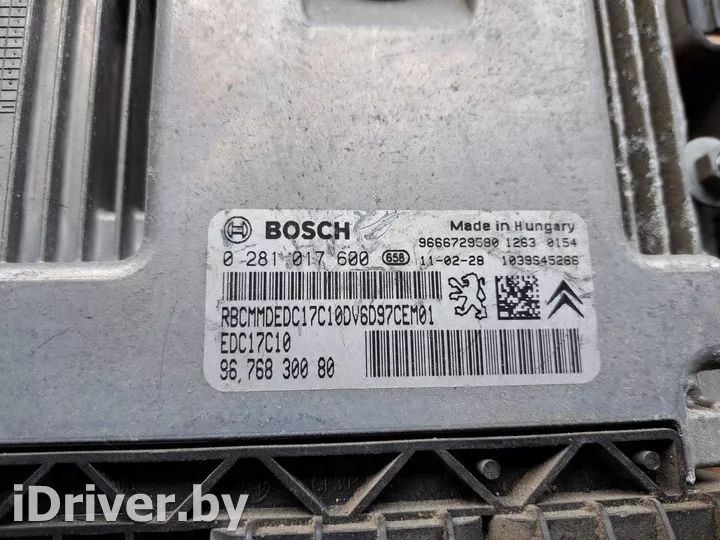 BOSCH
Made in Hungary
9666729580 1263 0154
0 281 017 600 658 11-02-28 1039S45266
RBCMMDEDC17C10DV6D97CEM01
EDC17C10
96,768 300 80
iDriver.by